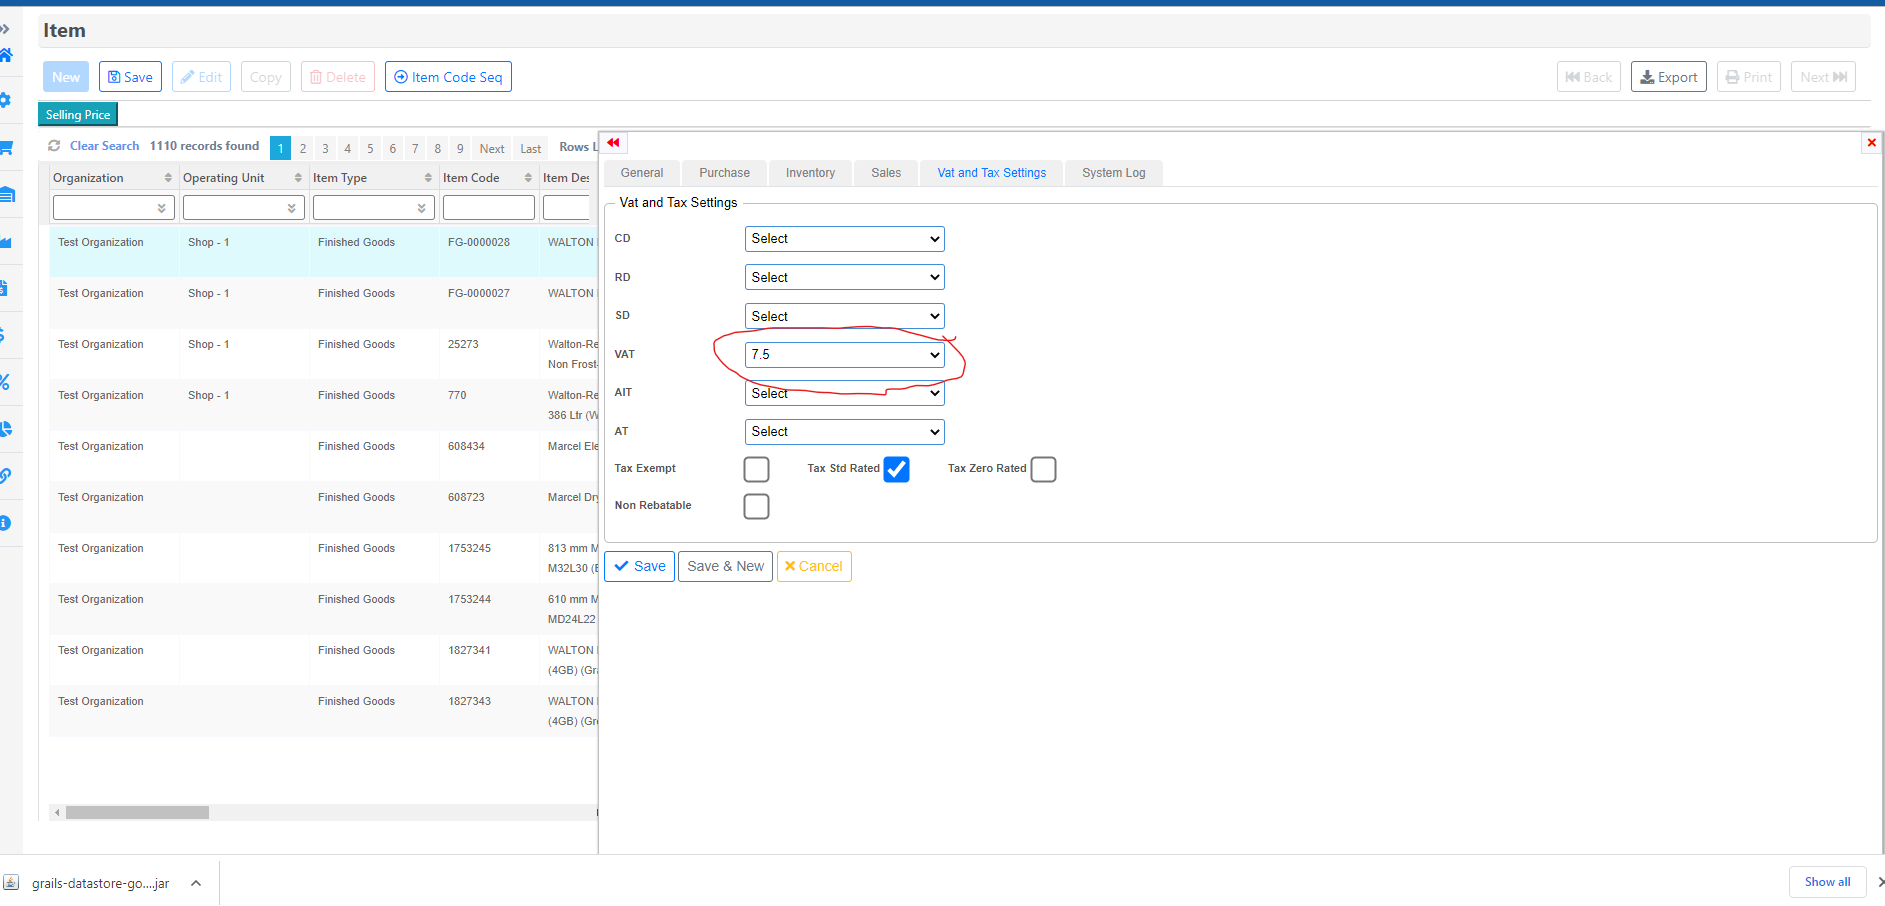 Item
New Save Edit Copy Delete Item Code Seq Back Export Print Next
Selling Price
Clear Search 1110 records found 1 2 3 4 5 6 7 8 9 Next Last Rows L
Organization Operating Unit Item Type Item Code Item Des
Test Organization Shop - 1 Finished Goods FG-0000028 WALTON
Test Organization Shop - 1 Finished Goods FG-0000027 WALTON
Test Organization Shop - 1 Finished Goods 25273 Walton-Re
Non Frost-
Test Organization Shop - 1 Finished Goods 770 Walton-Re
386 Ltr (W
Test Organization Finished Goods 608434 Marcel Ele
Test Organization Finished Goods 608723 Marcel Dry
Test Organization Finished Goods 1753245 813 mm M
M32L30 (E
Test Organization Finished Goods 1753244 610 mm M
MD24L22
Test Organization Finished Goods 1827341 WALTON
(4GB) (Gra
Test Organization Finished Goods 1827343 WALTON
(4GB) (Gre
General Purchase Inventory Sales Vat and Tax Settings System Log
Vat and Tax Settings
CD Select
RD Select
SD Select
VAT 7.5
AIT Select
AT Select
Tax Exempt Tax Std Rated Tax Zero Rated
Non Rebatable
Save Save & New Cancel
grails-datastore-go....jar Show all